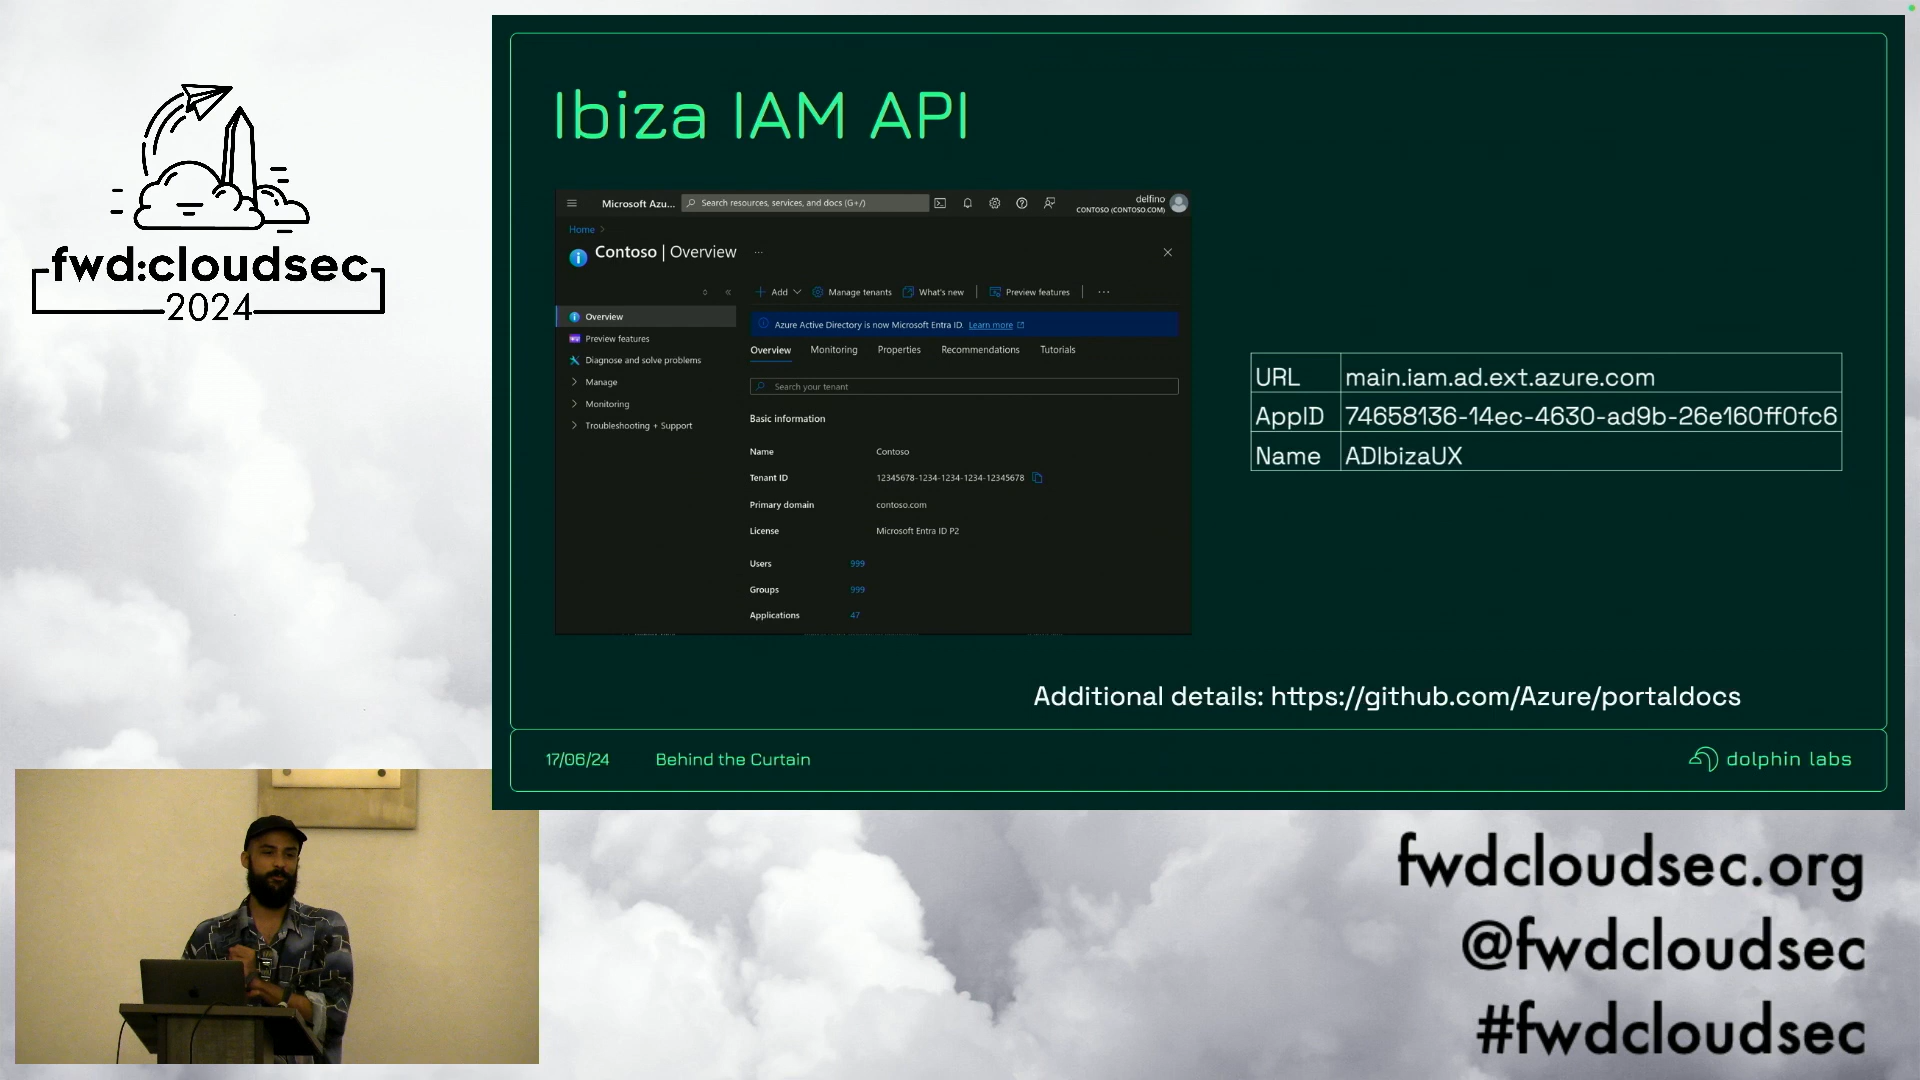 fwd:cloudsec
2024
Ibiza IAM API
Microsoft Azu...
Search resources, services, and docs (G+/)
delfino
CONTOSO (CONTOSO.COM)
Home
Contoso | Overview
...
Add
Manage tenants
What's new
Preview features
...
Overview
Preview features
Diagnose and solve problems
Manage
Monitoring
Troubleshooting + Support
Azure Active Directory is now Microsoft Entra ID. Learn more
Overview Monitoring Properties Recommendations Tutorials
Search your tenant
Basic information
Name Contoso
Tenant ID 12345678-1234-1234-1234-12345678
Primary domain contoso.com
License Microsoft Entra ID P2
Users 999
Groups 999
Applications 47
URL main.iam.ad.ext.azure.com
AppID 74658136-14ec-4630-ad9b-26e160ff0fc6
Name ADIbizaUX
Additional details: https://github.com/Azure/portaldocs
17/06/24 Behind the Curtain
dolphin labs
fwdcloudsec.org
@fwdcloudsec
#fwdcloudsec